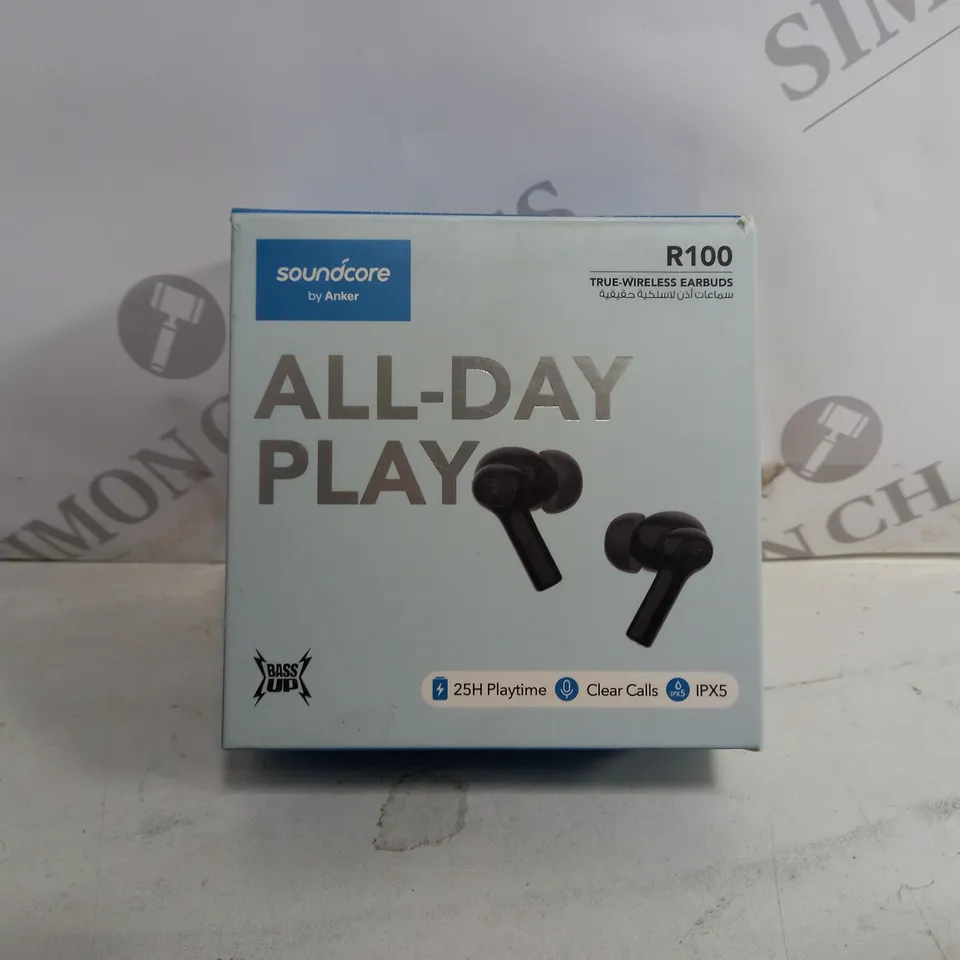 soundcore
by Anker
R100
TRUE-WIRELESS EARBUDS
سماعات أذن لاسلكية حقيقية
ALL-DAY
PLAY
BASS
UP
25H Playtime
Clear Calls
IPX5
IPX5